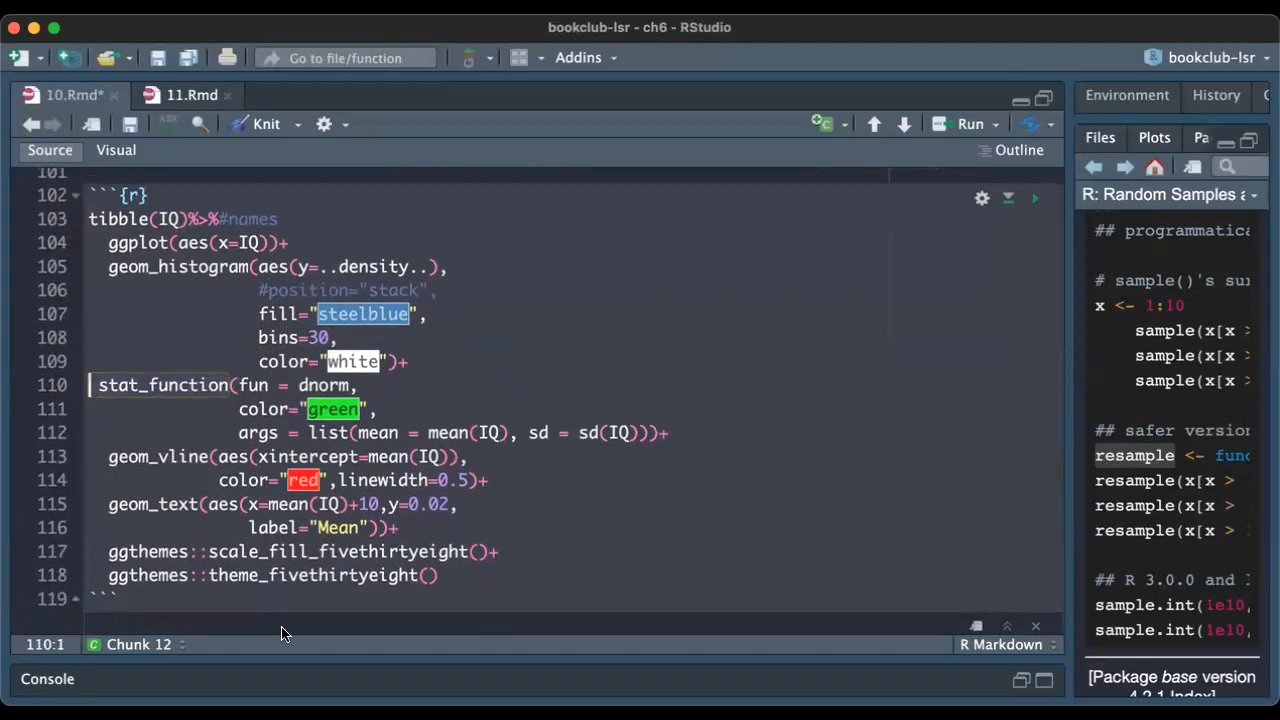 bookclub-lsr - ch6 - RStudio
Go to file/function
Addins
bookclub-lsr
10.Rmd*
11.Rmd
Knit
Run
Source
Visual
Outline
101
102 ```{r}
103 tibble(IQ)%>%#names
104 ggplot(aes(x=IQ))+
105 geom_histogram(aes(y=..density..),
106 #position="stack",
107 fill="steelblue",
108 bins=30,
109 color="white")+
110 stat_function(fun = dnorm,
111 color="green",
112 args = list(mean = mean(IQ), sd = sd(IQ)))+
113 geom_vline(aes(xintercept=mean(IQ)),
114 color="red",linewidth=0.5)+
115 geom_text(aes(x=mean(IQ)+10,y=0.02,
116 label="Mean"))+
117 ggthemes::scale_fill_fivethirtyeight()+
118 ggthemes::theme_fivethirtyeight()
119 ```
110:1
C Chunk 12
R Markdown
Console
Environment
History
Files
Plots
Pa
R: Random Samples a
## programmatica
# sample()'s sur
x <- 1:10
sample(x[x >
sample(x[x >
sample(x[x >
## safer version
resample <- func
resample(x[x >
resample(x[x >
resample(x[x >
## R 3.0.0 and
sample.int(1e10,
sample.int(1e10,
[Package base version
4.2.1 Index]